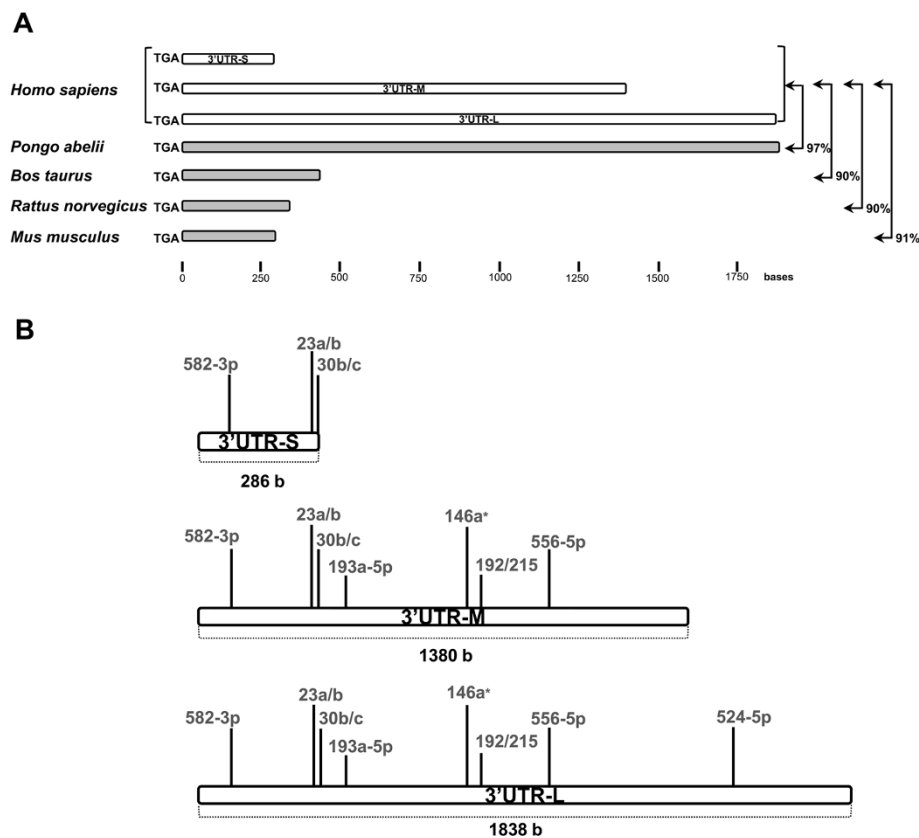 A
TGA 3'UTR-S
Homo sapiens TGA 3'UTR-M
TGA 3'UTR-L
Pongo abelii TGA 97%
Bos taurus TGA 90%
Rattus norvegicus TGA 90%
Mus musculus TGA 91%
0 250 500 750 1000 1250 1500 1750 bases
B
23a/b
582-3p 30b/c
3'UTR-S
286 b
23a/b 146a*
582-3p 30b/c 556-5p
193a-5p 192/215
3'UTR-M
1380 b
23a/b 146a*
582-3p 30b/c 556-5p 524-5p
193a-5p 192/215
3'UTR-L
1838 b